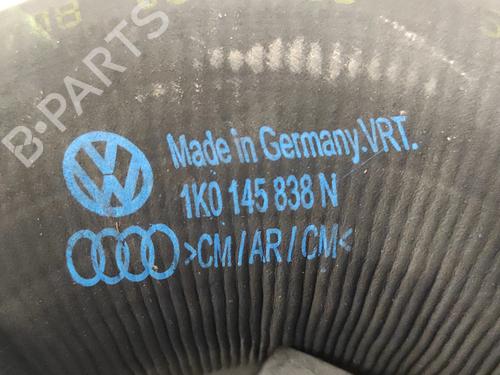 B-PARTS
Made in Germany.VRT.
1K0 145 838 N
>CM/AR/CM<